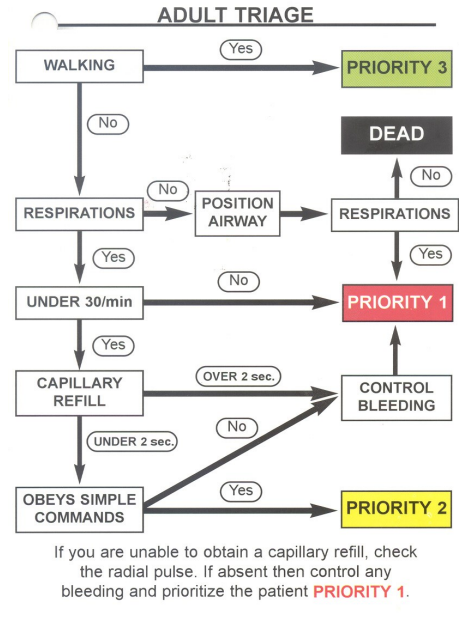 ADULT TRIAGE
WALKING
Yes
PRIORITY 3
No
DEAD
No
RESPIRATIONS
No
POSITION
AIRWAY
RESPIRATIONS
Yes
Yes
UNDER 30/min
No
PRIORITY 1
Yes
CAPILLARY
REFILL
OVER 2 sec.
CONTROL
BLEEDING
UNDER 2 sec.
No
OBEYS SIMPLE
COMMANDS
Yes
PRIORITY 2
If you are unable to obtain a capillary refill, check
the radial pulse. If absent then control any
bleeding and prioritize the patient PRIORITY 1.